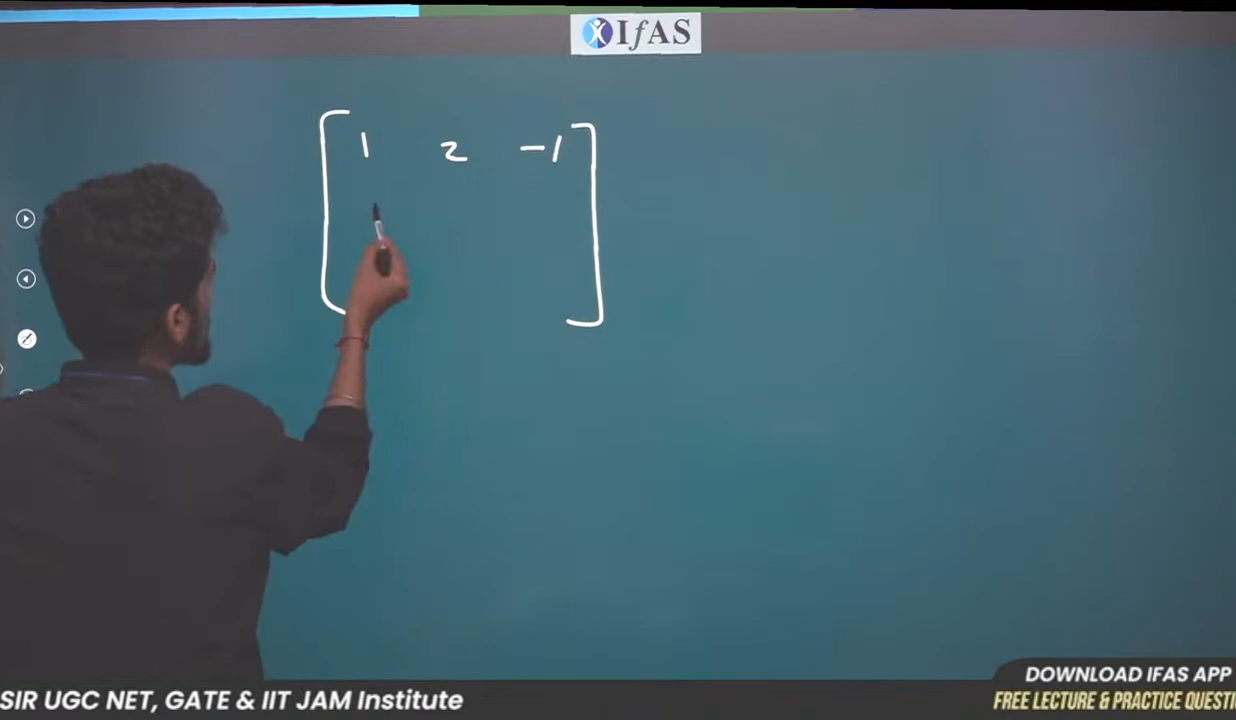 IfAS
1 2 -1
SIR UGC NET, GATE & IIT JAM Institute
DOWNLOAD IFAS APP
FREE LECTURE & PRACTICE QUESTI